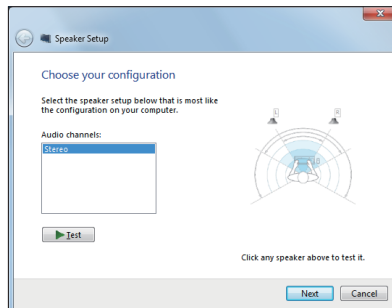 Speaker Setup
Choose your configuration
Select the speaker setup below that is most like
the configuration on your computer.
Audio channels:
Stereo
L
R
Test
Click any speaker above to test it.
Next
Cancel